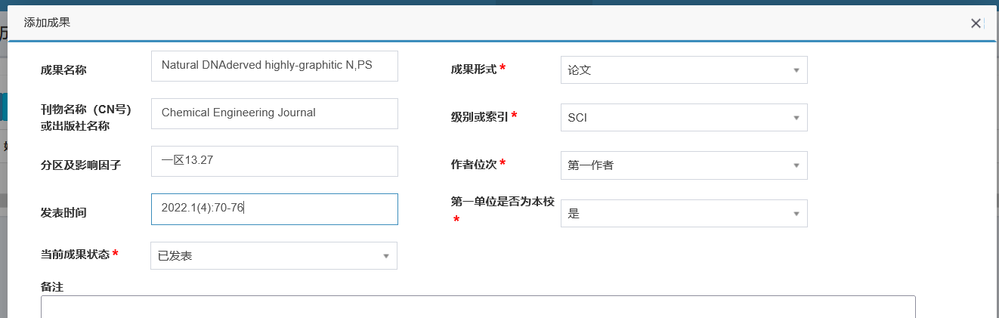 添加成果
成果名称
Natural DNAderved highly-graphitic N,PS
成果形式*
论文
刊物名称（CN号）
或出版社名称
Chemical Engineering Journal
级别或索引*
SCI
分区及影响因子
一区13.27
作者位次*
第一作者
发表时间
2022.1(4):70-76
第一单位是否为本校
*
是
当前成果状态*
已发表
备注